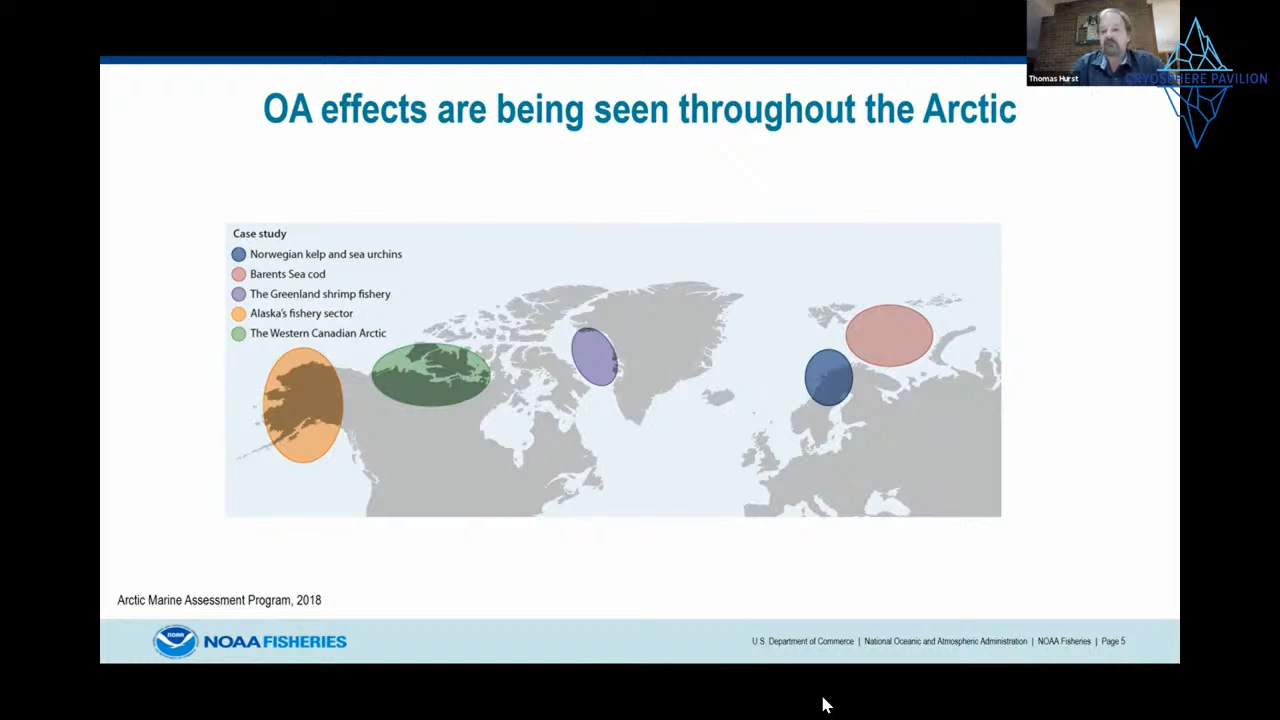 Thomas Hurst
CRYOSPHERE PAVILION
OA effects are being seen throughout the Arctic
Case study
Norwegian kelp and sea urchins
Barents Sea cod
The Greenland shrimp fishery
Alaska's fishery sector
The Western Canadian Arctic
Arctic Marine Assessment Program, 2018
NOAA
NOAA FISHERIES
U.S. Department of Commerce | National Oceanic and Atmospheric Administration | NOAA Fisheries | Page 5